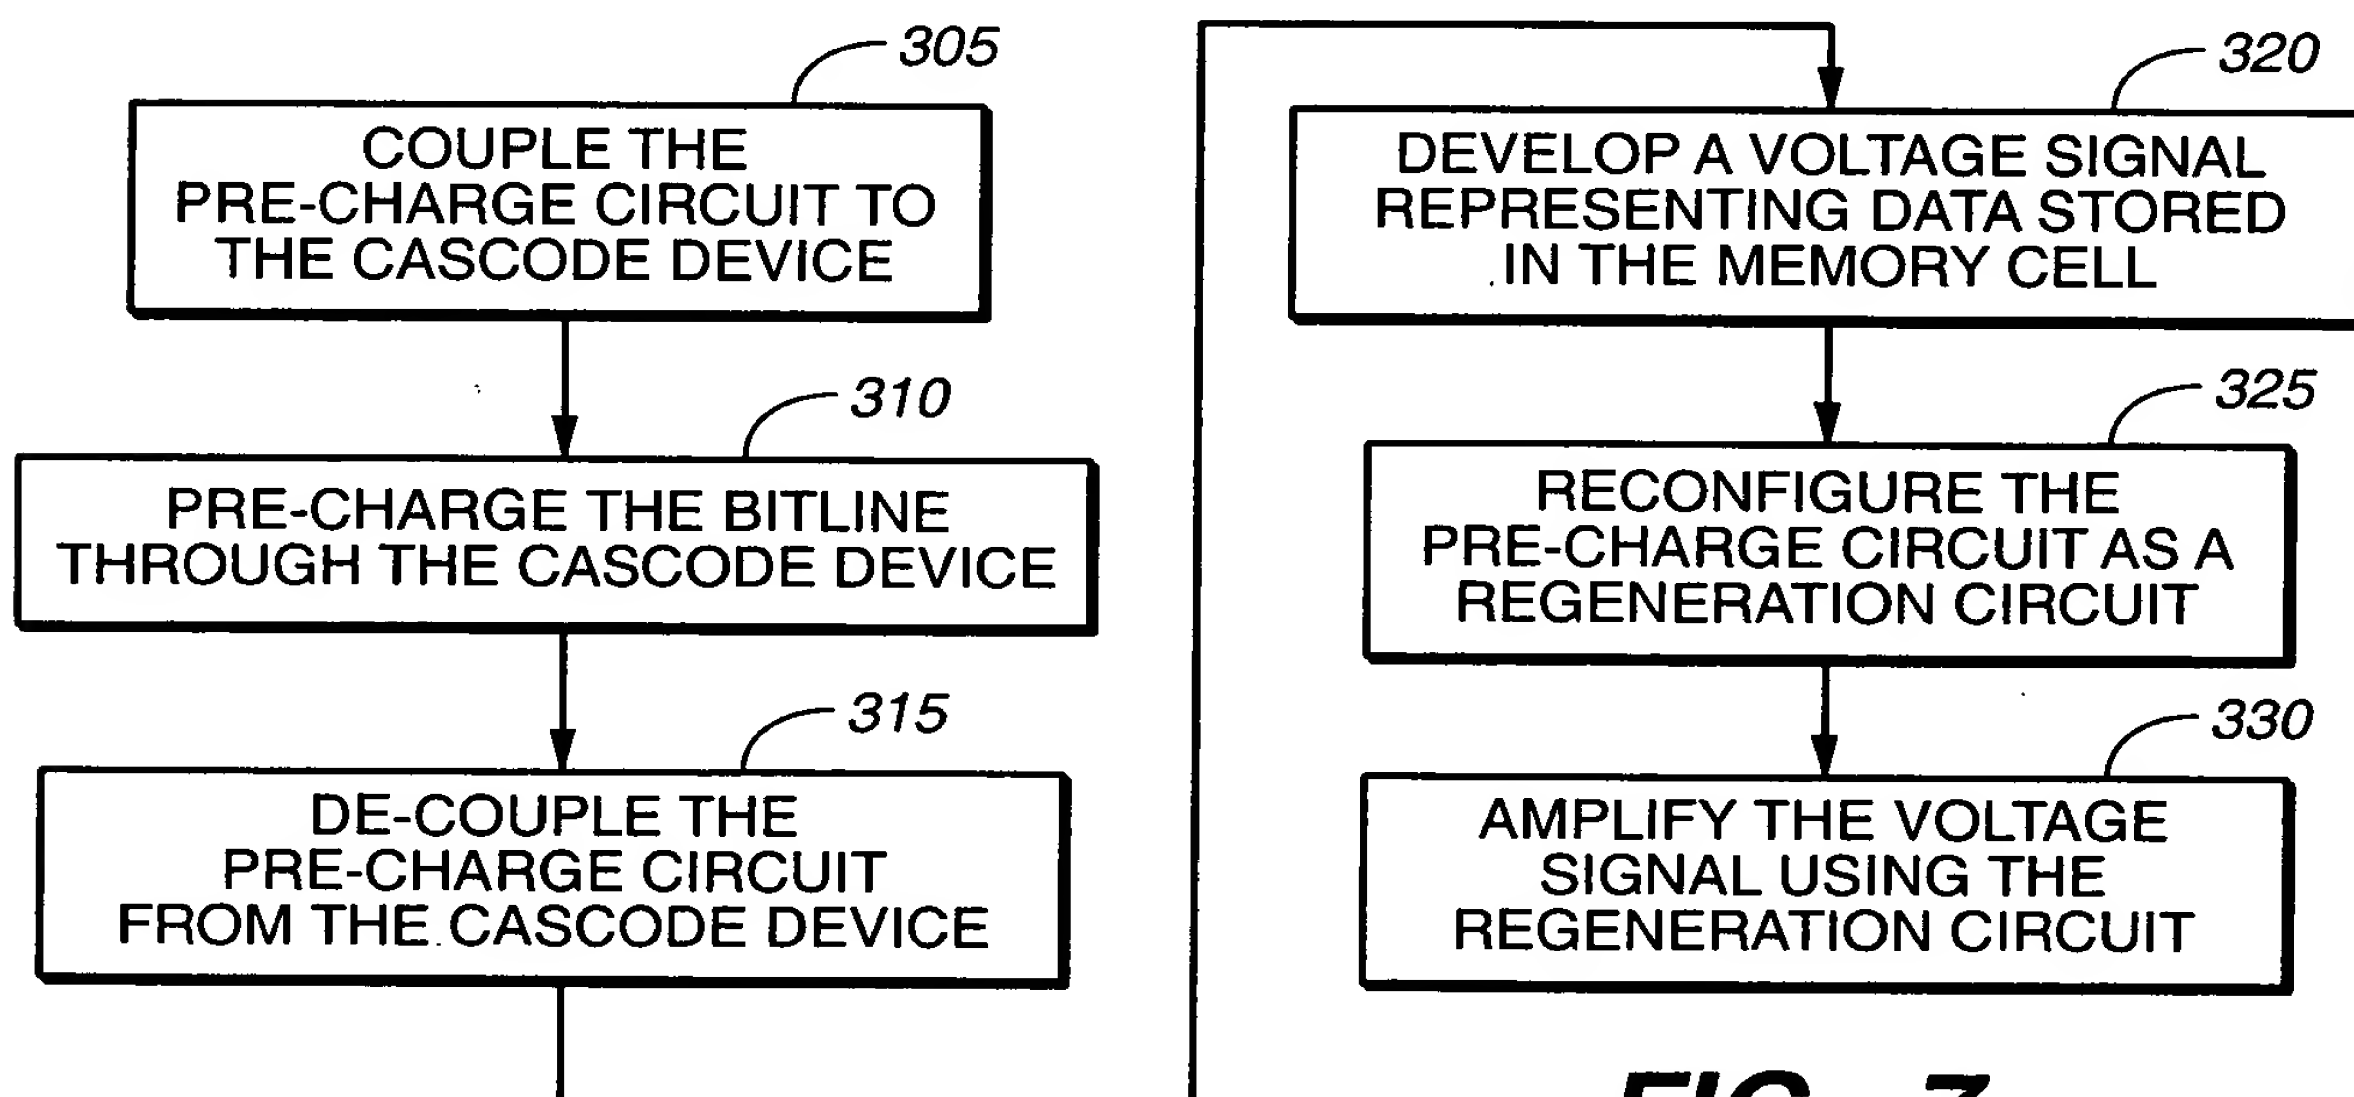 305
COUPLE THE
PRE-CHARGE CIRCUIT TO
THE CASCODE DEVICE
310
PRE-CHARGE THE BITLINE
THROUGH THE CASCODE DEVICE
315
DE-COUPLE THE
PRE-CHARGE CIRCUIT
FROM THE CASCODE DEVICE
320
DEVELOP A VOLTAGE SIGNAL
REPRESENTING DATA STORED
IN THE MEMORY CELL
325
RECONFIGURE THE
PRE-CHARGE CIRCUIT AS A
REGENERATION CIRCUIT
330
AMPLIFY THE VOLTAGE
SIGNAL USING THE
REGENERATION CIRCUIT